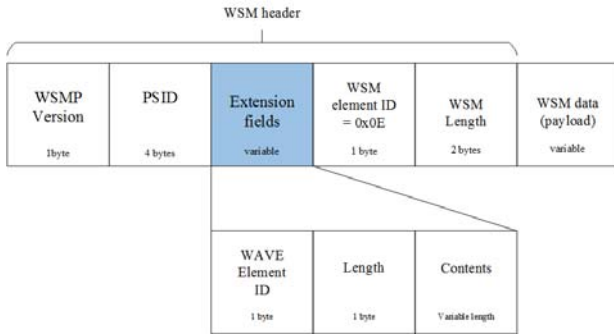 WSM header
WSMP
Version
1byte
PSID
4 bytes
Extension
fields
variable
WSM
element ID
= 0x0E
1 byte
WSM
Length
2 bytes
WSM data
(payload)
variable
WAVE
Element
ID
1 byte
Length
1 byte
Contents
Variable length